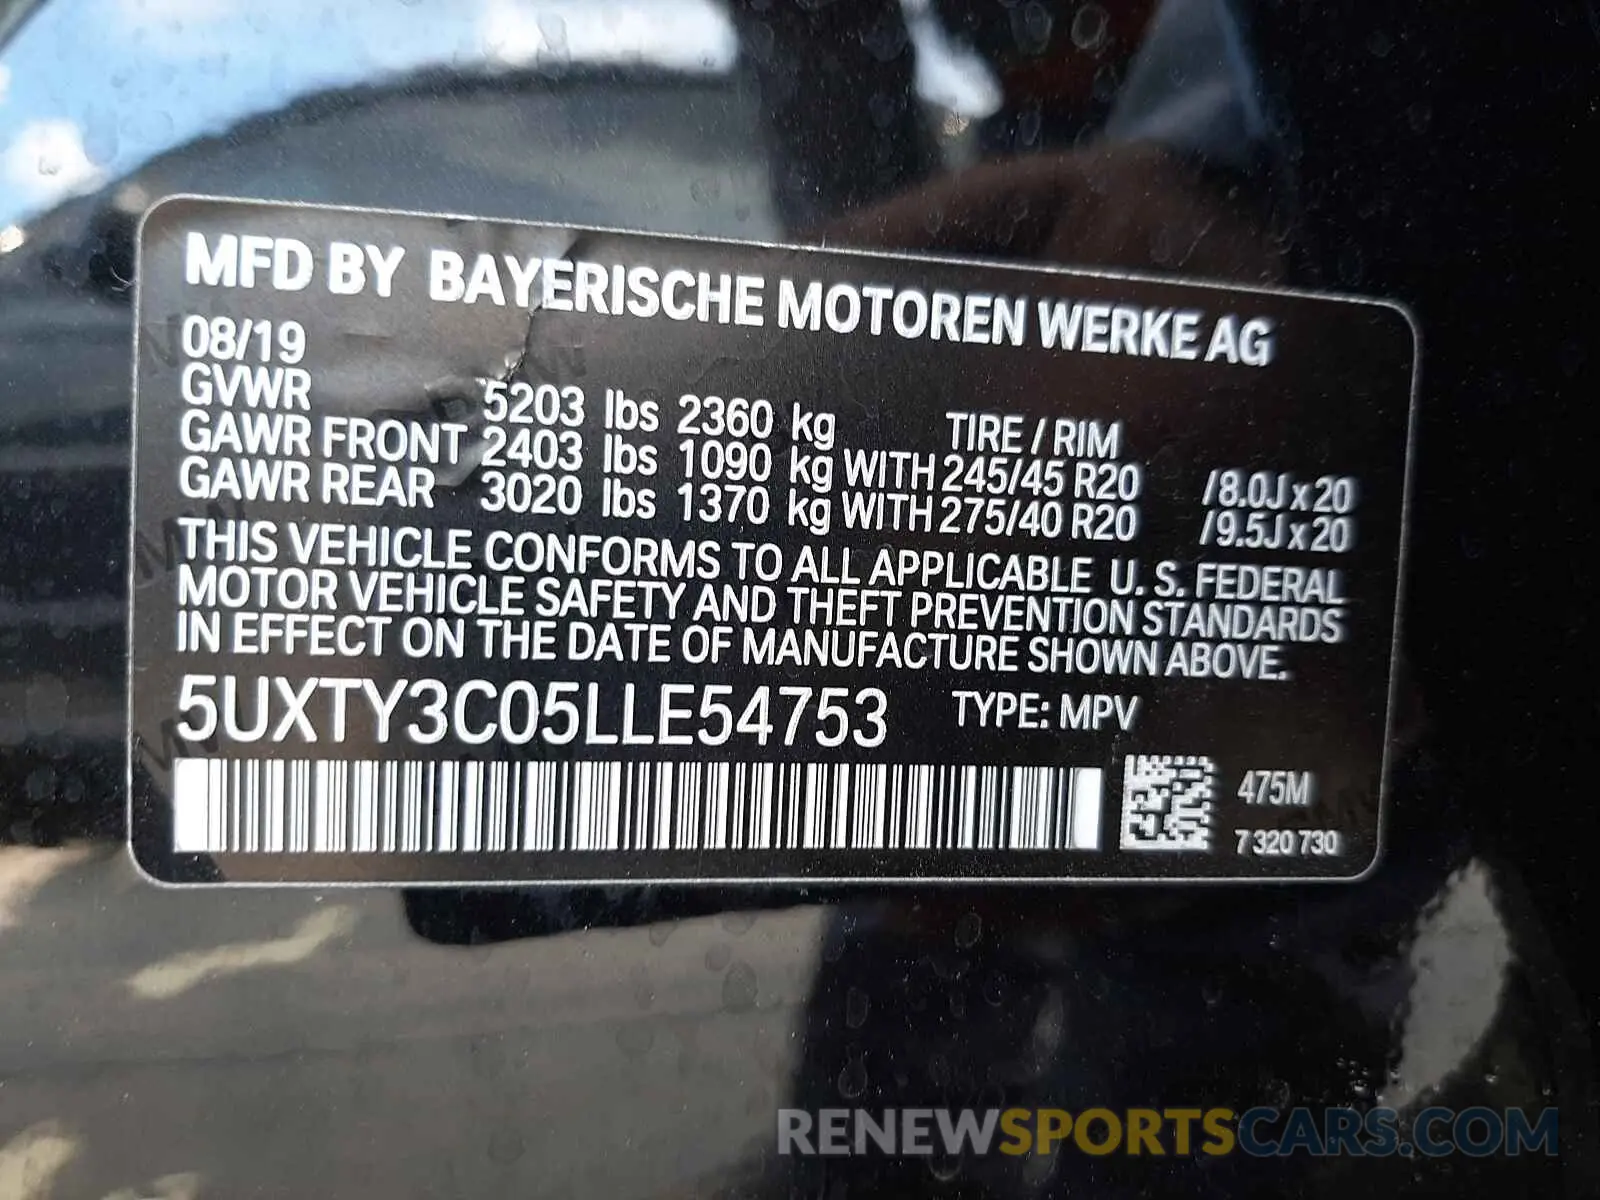 MFD BY BAYERISCHE MOTOREN WERKE AG
08/19
GVWR 5203 lbs 2360 kg TIRE / RIM
GAWR FRONT 2403 lbs 1090 kg WITH 245/45 R20 /8.0J x 20
GAWR REAR 3020 lbs 1370 kg WITH 275/40 R20 /9.5J x 20
THIS VEHICLE CONFORMS TO ALL APPLICABLE U. S. FEDERAL
MOTOR VEHICLE SAFETY AND THEFT PREVENTION STANDARDS
IN EFFECT ON THE DATE OF MANUFACTURE SHOWN ABOVE.
5UXTY3C05LLE54753 TYPE: MPV
475M
7 320 730
RENEWSPORTSCARS.COM